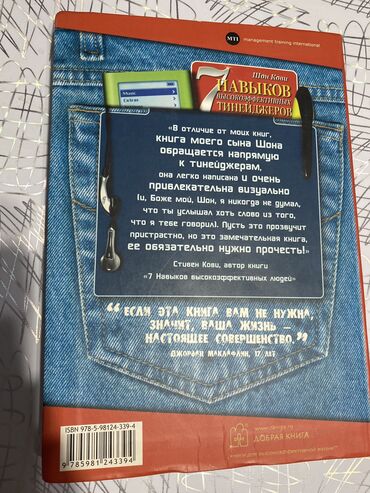 MTI management training international
Music
Extras
Шон Кови
7 НАВЫКОВ
ВЫСОКОЭФФЕКТИВНЫХ
ТИНЕЙДЖЕРОВ
«В отличие от моих книг,
книга моего сына Шона
обращается напрямую
к тинейджерам,
она легко написана и очень
привлекательна визуально
(и, Боже мой, Шон, я никогда не думал,
что ты услышал хоть слово из того,
что я тебе говорил). Пусть это прозвучит
пристрастно, но это замечательная книга,
ее обязательно нужно прочесть!»
Стивен Кови, автор книги
«7 Навыков высокоэффективных людей»
“ЕСЛИ ЭТА КНИГА ВАМ НЕ НУЖНА,
ЗНАЧИТ, ВАША ЖИЗНЬ —
НАСТОЯЩЕЕ СОВЕРШЕНСТВО.”
ДЖОРДАН МАКЛАФЛИН, 17 ЛЕТ
ISBN 978-5-98124-339-4
9 785981 243394
ДОБРАЯ КНИГА